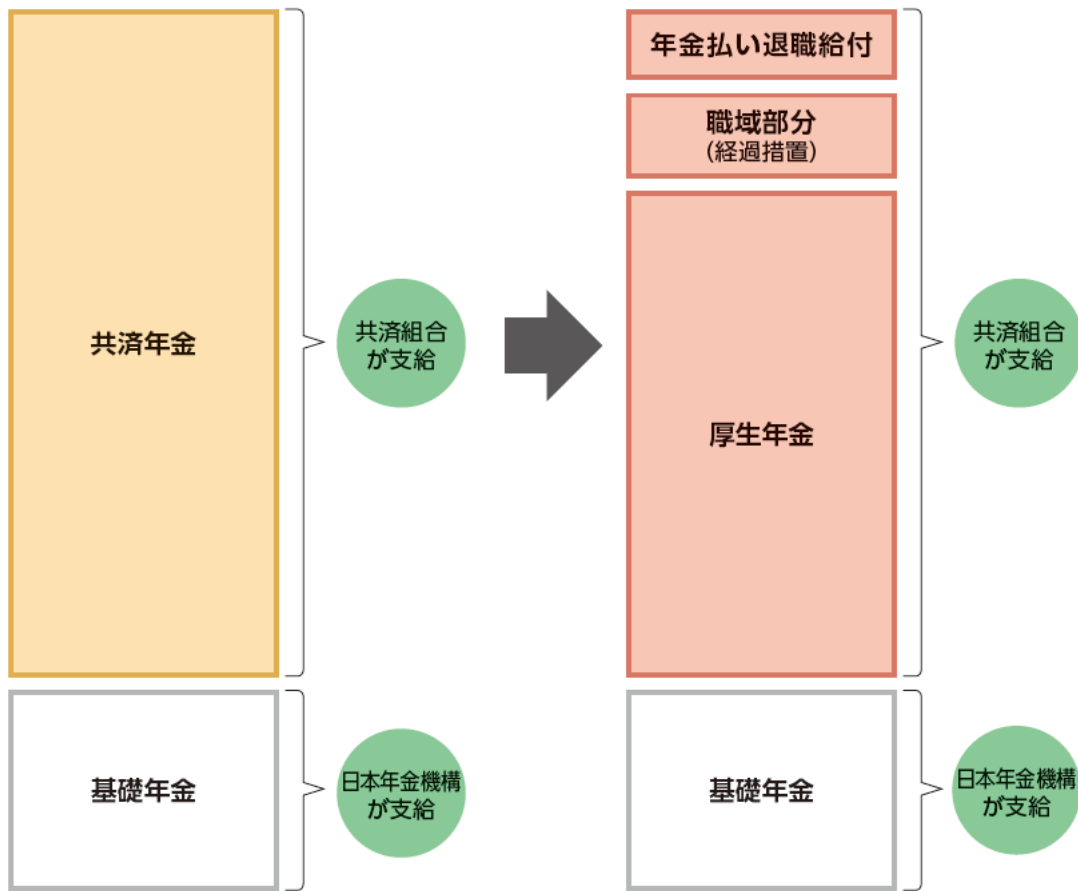 共済年金
共済組合
が支給
基礎年金
日本年金機構
が支給
年金払い退職給付
職域部分
(経過措置)
厚生年金
共済組合
が支給
基礎年金
日本年金機構
が支給